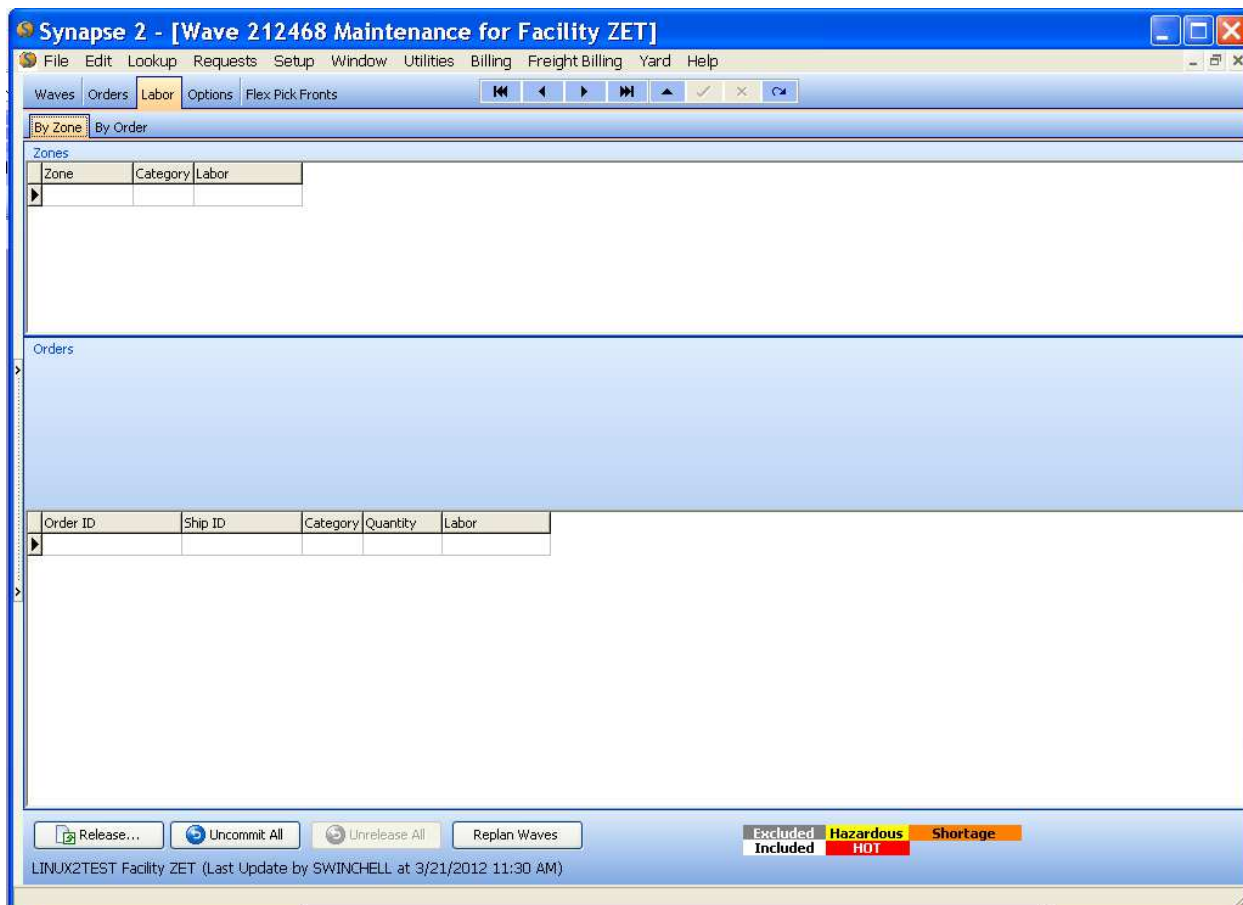 Synapse 2 - [Wave 212468 Maintenance for Facility ZET]
File Edit Lookup Requests Setup Window Utilities Billing Freight Billing Yard Help
Waves Orders Labor Options Flex Pick Fronts
By Zone By Order
Zones
Zone Category Labor
Orders
Order ID Ship ID Category Quantity Labor
Release... Uncommit All Unrelease All Replan Waves
Excluded Hazardous Shortage
Included HOT
LINUX2TEST Facility ZET (Last Update by SWINCHELL at 3/21/2012 11:30 AM)